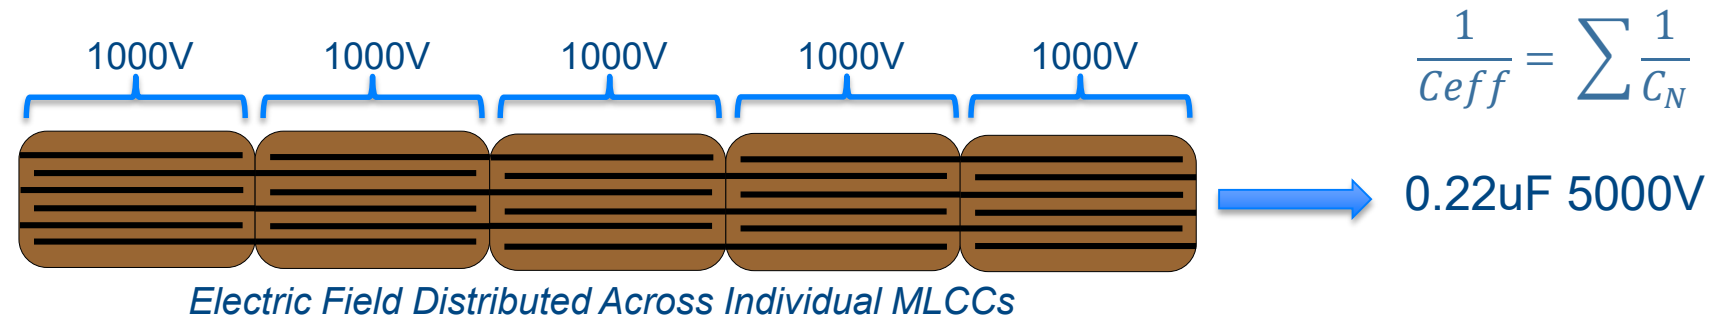 1000V 1000V 1000V 1000V 1000V
1/Ceff = ∑ 1/C_N
0.22uF 5000V
Electric Field Distributed Across Individual MLCCs